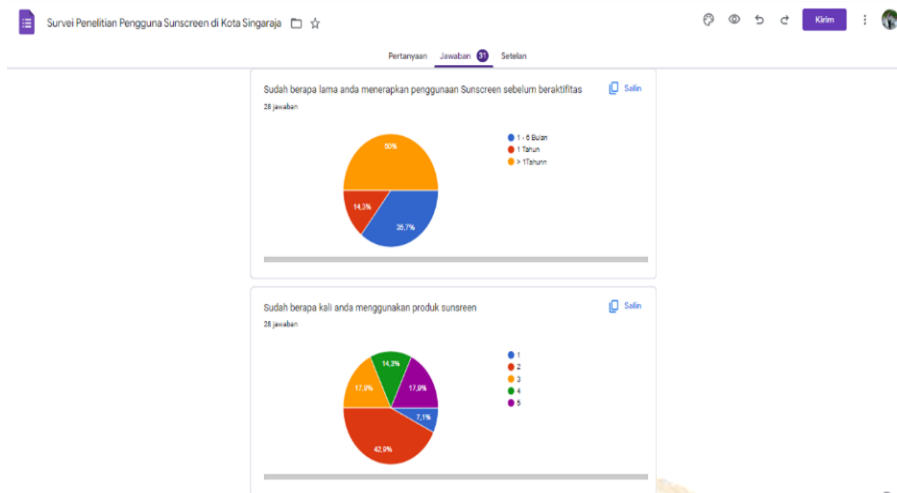 Survei Penelitian Pengguna Sunscreen di Kota Singaraja
Kirim
Pertanyaan Jawaban 31 Setelan
Sudah berapa lama anda menerapkan penggunaan Sunscreen sebelum beraktifitas
Salin
28 jawaban
50%
14,3%
35,7%
1 - 6 Bulan
1 Tahun
> 1Tahunn
Sudah berapa kali anda menggunakan produk sunsreen
Salin
28 jawaban
14,3%
17,9%
17,9%
7,1%
42,9%
1
2
3
4
5